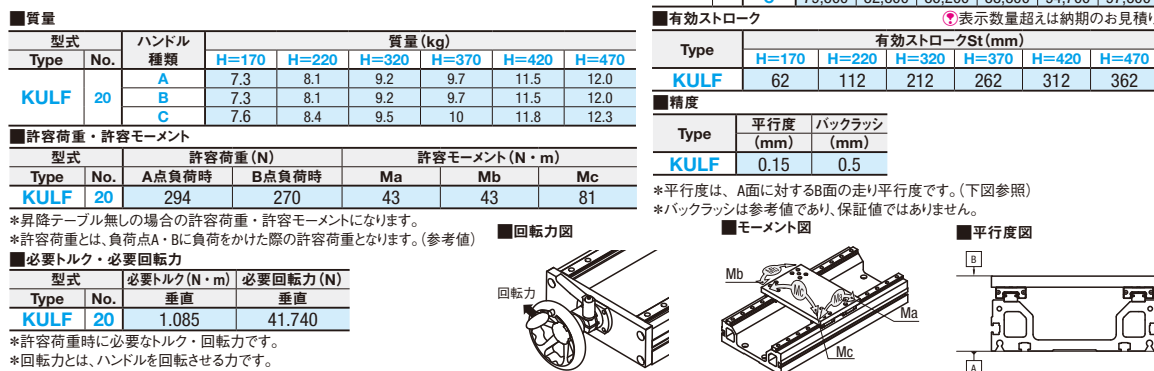 ■質量
型式 ハンドル種類 質量(kg)
Type No. H=170 H=220 H=320 H=370 H=420 H=470
KULF 20 A 7.3 8.1 9.2 9.7 11.5 12.0
B 7.3 8.1 9.2 9.7 11.5 12.0
C 7.6 8.4 9.5 10 11.8 12.3
■許容荷重・許容モーメント
型式 許容荷重(N) 許容モーメント(N・m)
Type No. A点負荷時 B点負荷時 Ma Mb Mc
KULF 20 294 270 43 43 81
*昇降テーブル無しの場合の許容荷重・許容モーメントになります。
*許容荷重とは、負荷点A・Bに負荷をかけた際の許容荷重となります。(参考値)
■必要トルク・必要回転力
型式 必要トルク(N・m) 必要回転力(N)
Type No. 垂直 垂直
KULF 20 1.085 41.740
*許容荷重時に必要なトルク・回転力です。
*回転力とは、ハンドルを回転させる力です。
■有効ストローク
表示数量超えは納期のお見積り
Type 有効ストロークSt(mm)
H=170 H=220 H=320 H=370 H=420 H=470
KULF 62 112 212 262 312 362
■精度
Type 平行度 バックラッシ
(mm) (mm)
KULF 0.15 0.5
*平行度は、A面に対するB面の走り平行度です。(下図参照)
*バックラッシは参考値であり、保証値ではありません。
■回転力図
回転力
■モーメント図
Mb
Mc
Ma
Ma
Mc
■平行度図
B
A